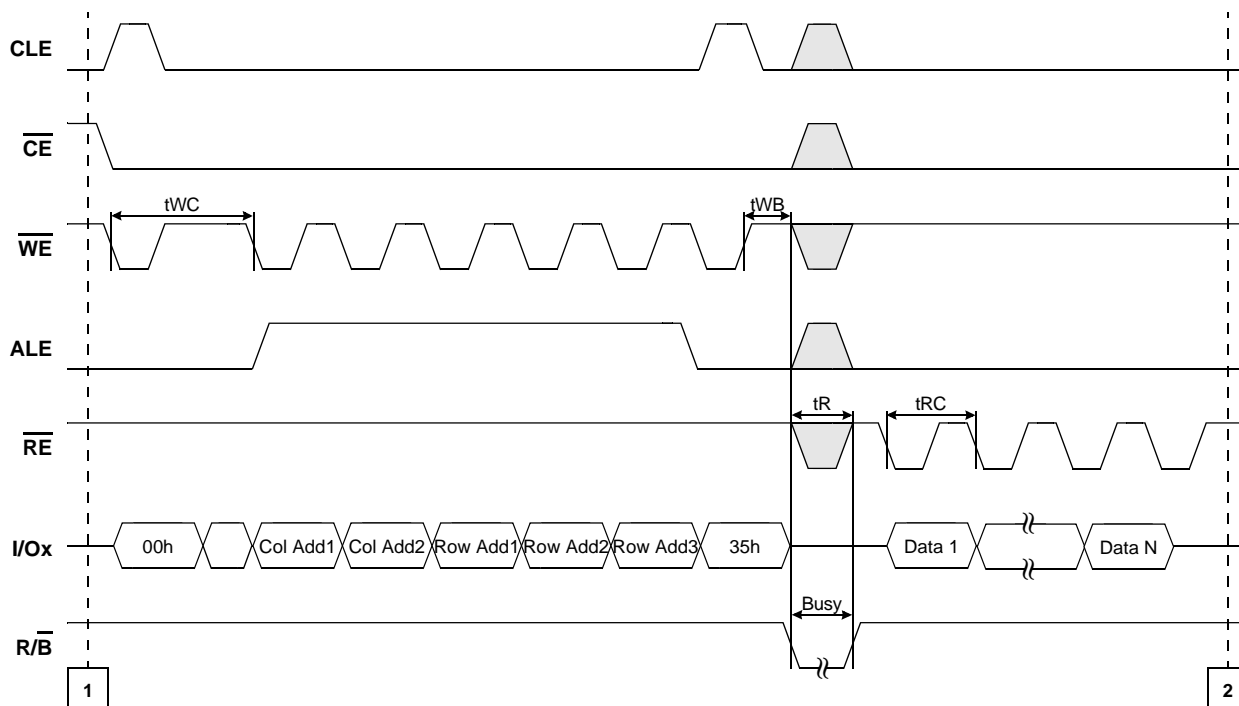 CLE
CE
tWC
tWB
WE
ALE
tR
tRC
RE
I/Ox
00h
Col Add1
Col Add2
Row Add1
Row Add2
Row Add3
35h
Data 1
Data N
Busy
R/B
1
2